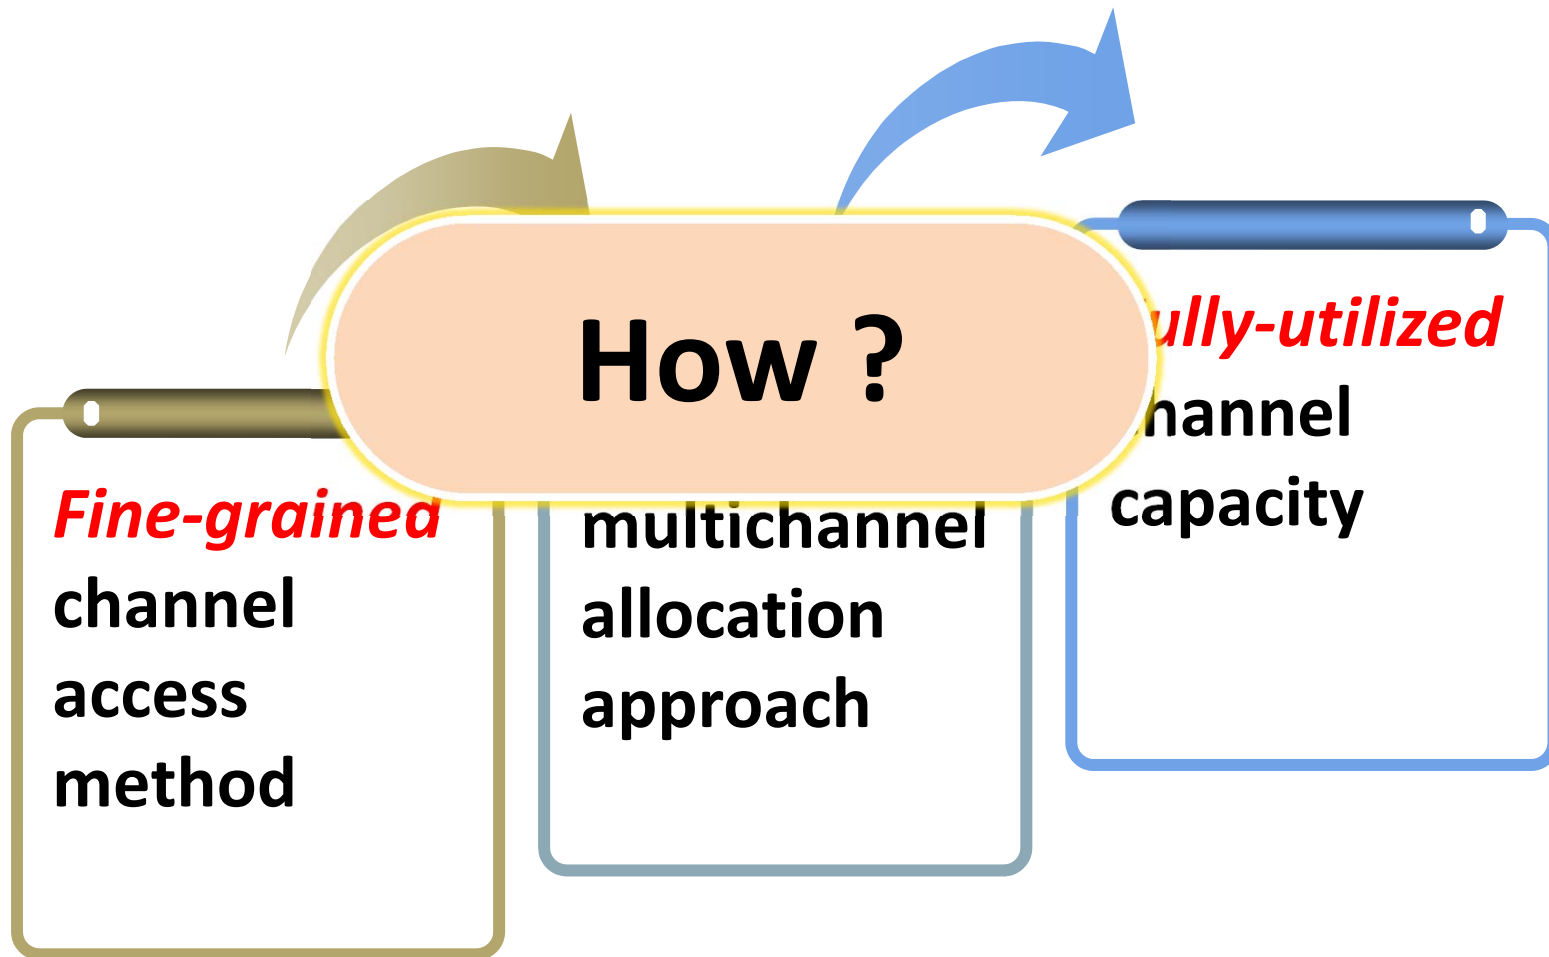 How ?
Fine-grained
channel
access
method
multichannel
allocation
approach
ully-utilized
hannel
capacity